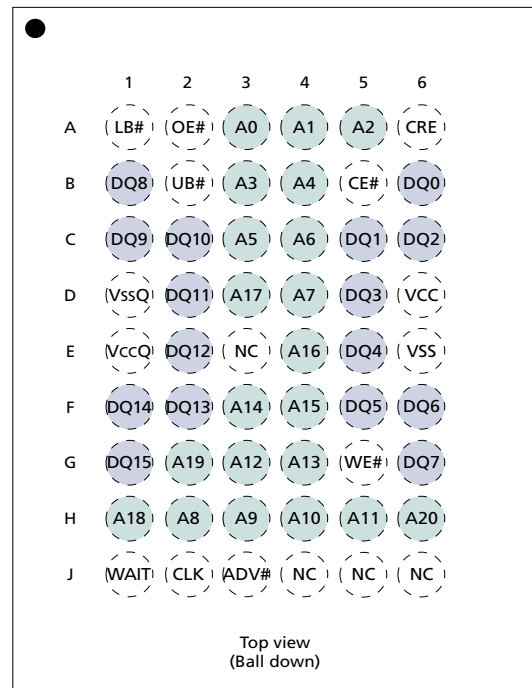 1 2 3 4 5 6
A LB# OE# A0 A1 A2 CRE
B DQ8 UB# A3 A4 CE# DQ0
C DQ9 DQ10 A5 A6 DQ1 DQ2
D VssQ DQ11 A17 A7 DQ3 VCC
E VccQ DQ12 NC A16 DQ4 VSS
F DQ14 DQ13 A14 A15 DQ5 DQ6
G DQ15 A19 A12 A13 WE# DQ7
H A18 A8 A9 A10 A11 A20
J WAIT CLK ADV# NC NC NC
Top view
(Ball down)